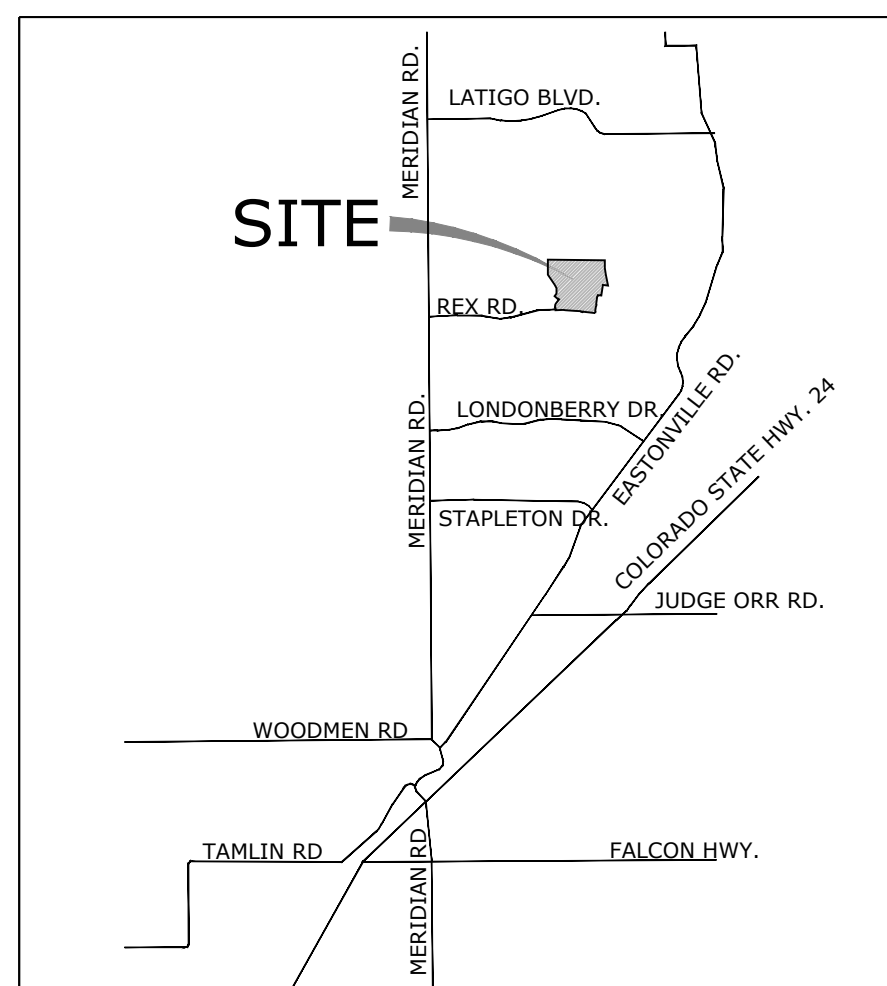 MERIDIAN RD.
LATIGO BLVD.
SITE
REX RD.
LONDONBERRY DR.
MERIDIAN RD.
EASTONVILLE RD.
COLORADO STATE HWY. 24
STAPLETON DR.
JUDGE ORR RD.
WOODMEN RD
TAMLIN RD
MERIDIAN RD
FALCON HWY.